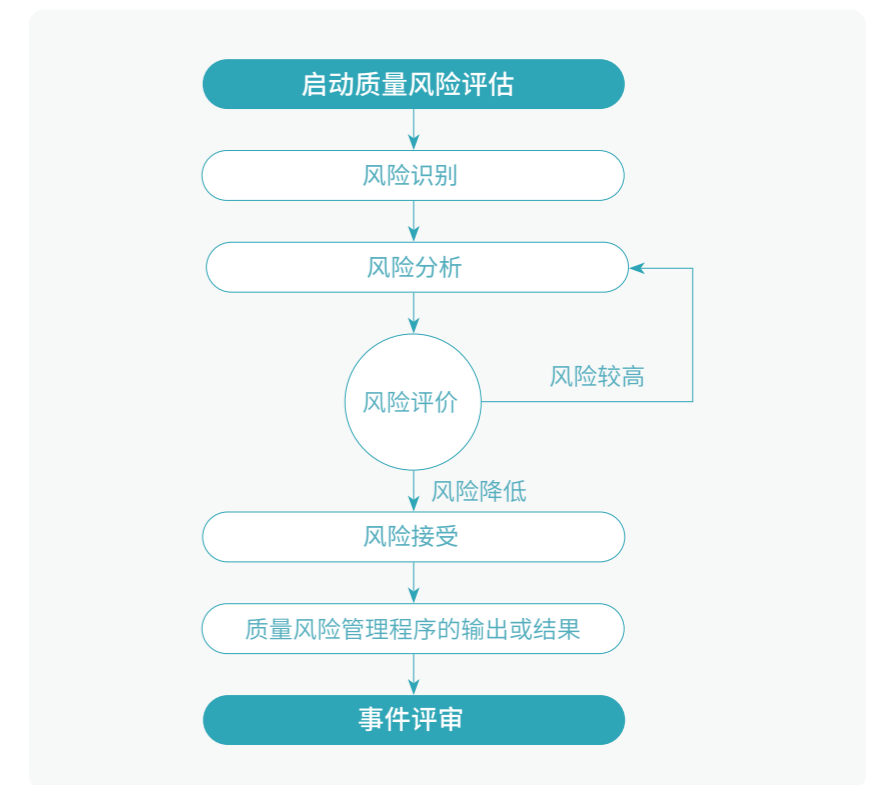 启动质量风险评估
风险识别
风险分析
风险较高
风险评价
风险降低
风险接受
质量风险管理程序的输出或结果
事件评审